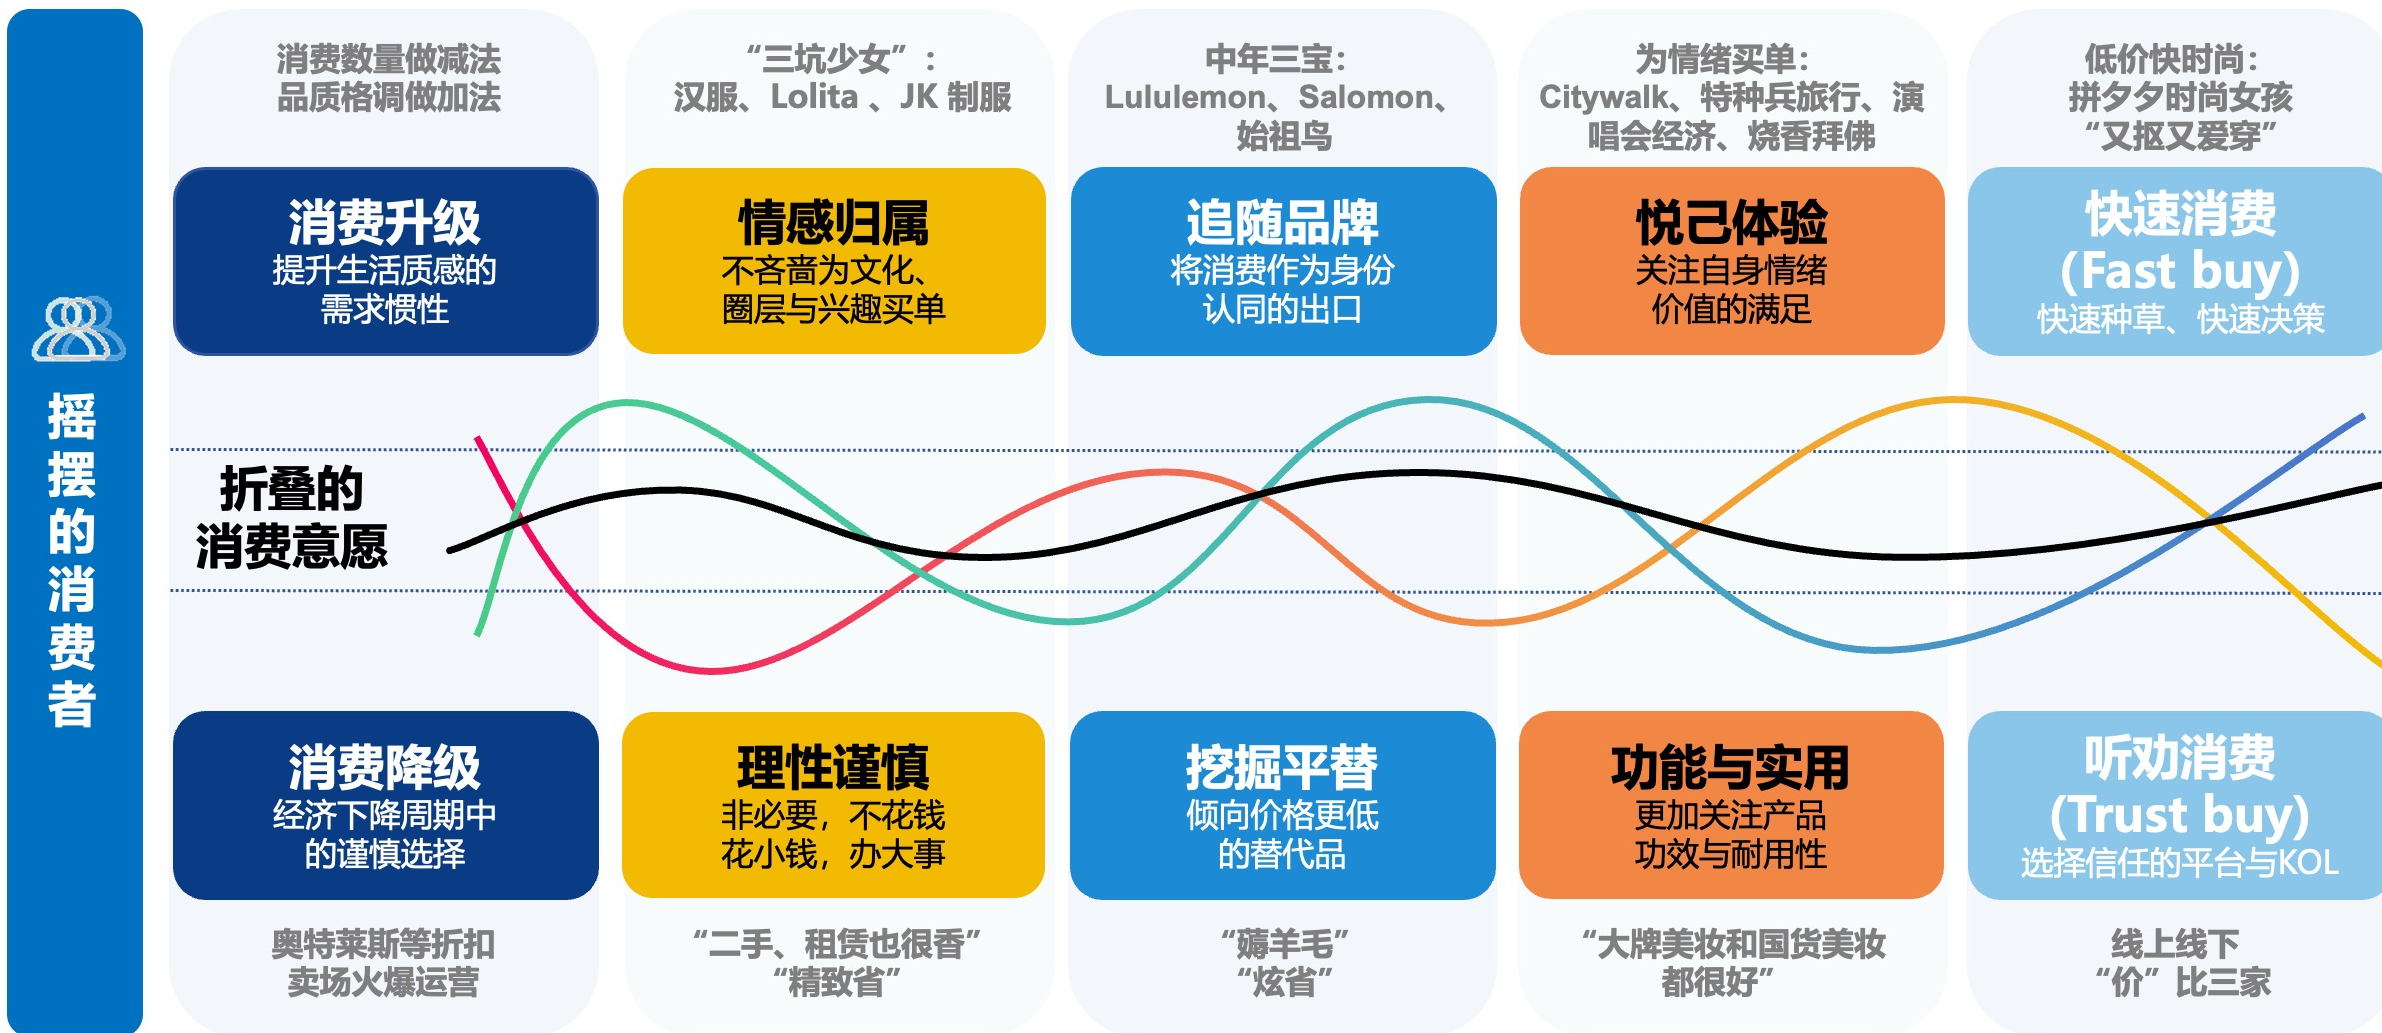 摇摆的消费者
消费数量做减法
品质格调做加法
消费升级
提升生活质感的
需求惯性
“三坑少女”：
汉服、Lolita 、JK 制服
情感归属
不吝啬为文化、
圈层与兴趣买单
中年三宝：
Lululemon、Salomon、
始祖鸟
追随品牌
将消费作为身份
认同的出口
为情绪买单：
Citywalk、特种兵旅行、演
唱会经济、烧香拜佛
悦己体验
关注自身情绪
价值的满足
低价快时尚：
拼夕夕时尚女孩
“又抠又爱穿”
快速消费
(Fast buy)
快速种草、快速决策
折叠的
消费意愿
消费降级
经济下降周期中
的谨慎选择
奥特莱斯等折扣
卖场火爆运营
理性谨慎
非必要，不花钱
花小钱，办大事
“二手、租赁也很香”
“精致省”
挖掘平替
倾向价格更低
的替代品
“薅羊毛”
“炫省”
功能与实用
更加关注产品
功效与耐用性
“大牌美妆和国货美妆
都很好”
听劝消费
(Trust buy)
选择信任的平台与KOL
线上线下
“价”比三家